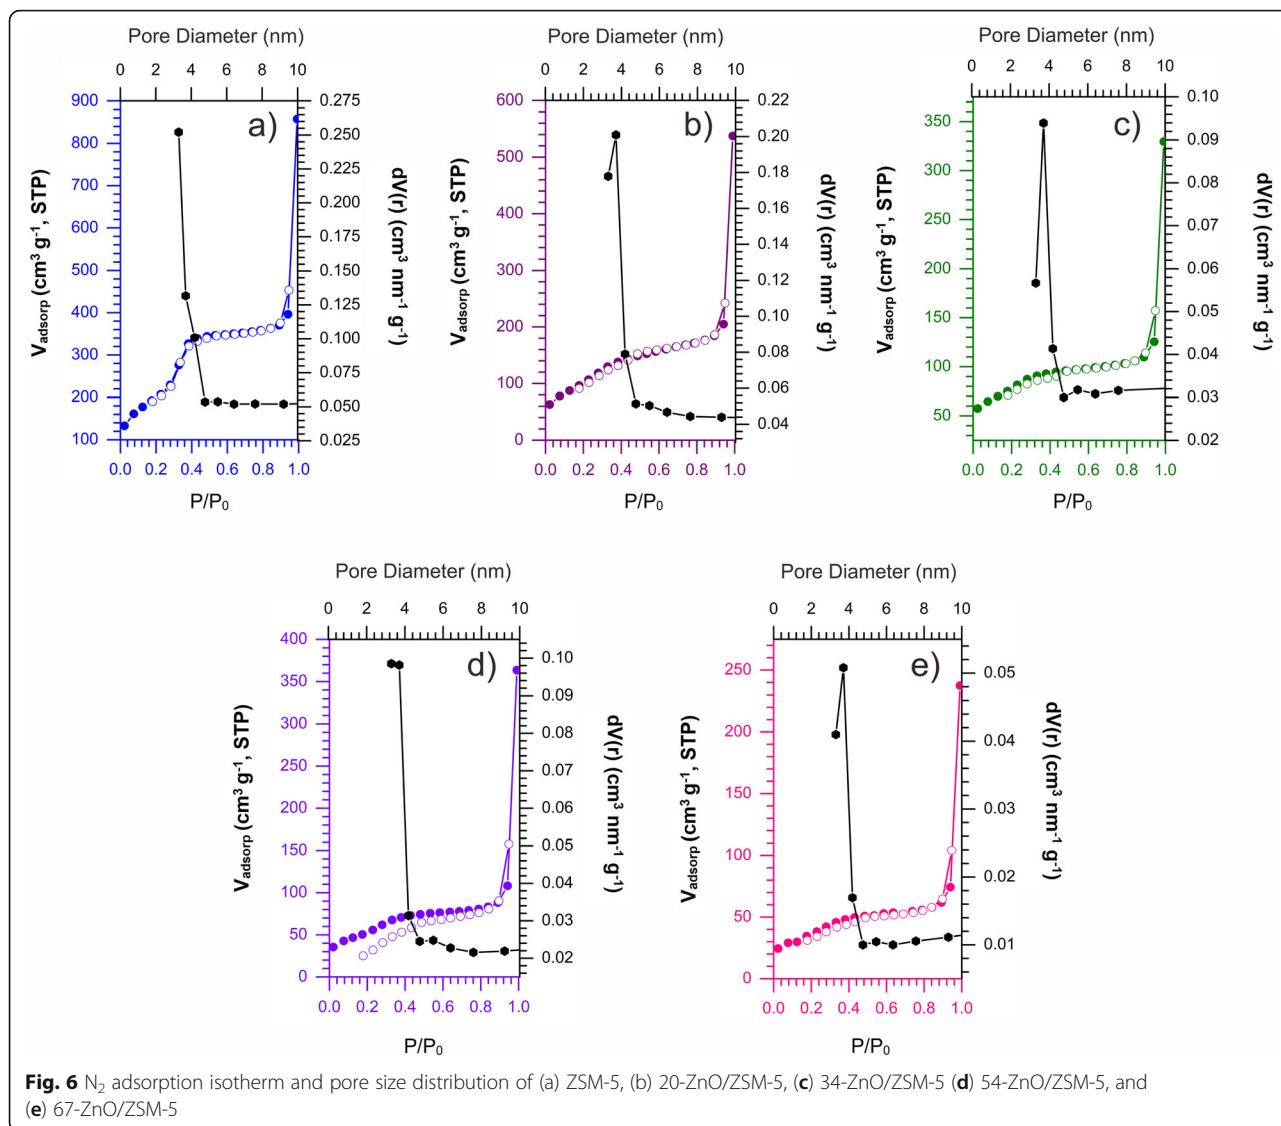 Pore Diameter (nm)
0 2 4 6 8 10
900
800
700
600
500
400
300
200
100
V_adsorp (cm³ g⁻¹, STP)
a)
0.275
0.250
0.225
0.200
0.175
0.150
0.125
0.100
0.075
0.050
0.025
dV(r) (cm³ nm⁻¹ g⁻¹)
0.0 0.2 0.4 0.6 0.8 1.0
P/P₀
Pore Diameter (nm)
0 2 4 6 8 10
600
500
400
300
200
100
0
V_adsorp (cm³ g⁻¹, STP)
b)
0.22
0.20
0.18
0.16
0.14
0.12
0.10
0.08
0.06
0.04
dV(r) (cm³ nm⁻¹ g⁻¹)
0.0 0.2 0.4 0.6 0.8 1.0
P/P₀
Pore Diameter (nm)
0 2 4 6 8 10
350
300
250
200
150
100
50
V_adsorp (cm³ g⁻¹, STP)
c)
0.10
0.09
0.08
0.07
0.06
0.05
0.04
0.03
0.02
dV(r) (cm³ nm⁻¹ g⁻¹)
0.0 0.2 0.4 0.6 0.8 1.0
P/P₀
Pore Diameter (nm)
0 2 4 6 8 10
400
350
300
250
200
150
100
50
0
V_adsorp (cm³ g⁻¹, STP)
d)
0.10
0.09
0.08
0.07
0.06
0.05
0.04
0.03
0.02
dV(r) (cm³ nm⁻¹ g⁻¹)
0.0 0.2 0.4 0.6 0.8 1.0
P/P₀
Pore Diameter (nm)
0 2 4 6 8 10
250
200
150
100
50
0
V_adsorp (cm³ g⁻¹, STP)
e)
0.05
0.04
0.03
0.02
0.01
dV(r) (cm³ nm⁻¹ g⁻¹)
0.0 0.2 0.4 0.6 0.8 1.0
P/P₀
Fig. 6 N₂ adsorption isotherm and pore size distribution of (a) ZSM-5, (b) 20-ZnO/ZSM-5, (c) 34-ZnO/ZSM-5 (d) 54-ZnO/ZSM-5, and
(e) 67-ZnO/ZSM-5